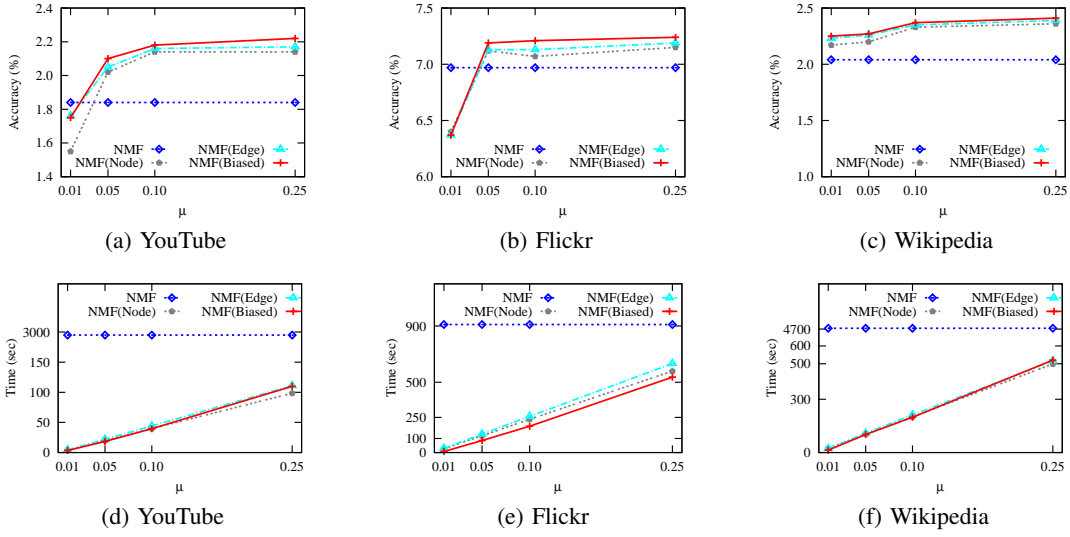 2.4
2.2
2.0
1.8
1.6
1.4
Accuracy (%)
NMF NMF(Edge)
NMF(Node) NMF(Biased)
0.01 0.05 0.10 0.25
μ
(a) YouTube
7.5
7.0
6.5
6.0
Accuracy (%)
NMF NMF(Edge)
NMF(Node) NMF(Biased)
0.01 0.05 0.10 0.25
μ
(b) Flickr
2.5
2.0
1.5
1.0
Accuracy (%)
NMF NMF(Edge)
NMF(Node) NMF(Biased)
0.01 0.05 0.10 0.25
μ
(c) Wikipedia
NMF NMF(Edge)
NMF(Node) NMF(Biased)
3000
150
100
50
0
Time (sec)
0.01 0.05 0.10 0.25
μ
(d) YouTube
NMF NMF(Edge)
NMF(Node) NMF(Biased)
900
500
250
100
0
Time (sec)
0.01 0.05 0.10 0.25
μ
(e) Flickr
NMF NMF(Edge)
NMF(Node) NMF(Biased)
4700
600
500
300
0
Time (sec)
0.01 0.05 0.10 0.25
μ
(f) Wikipedia